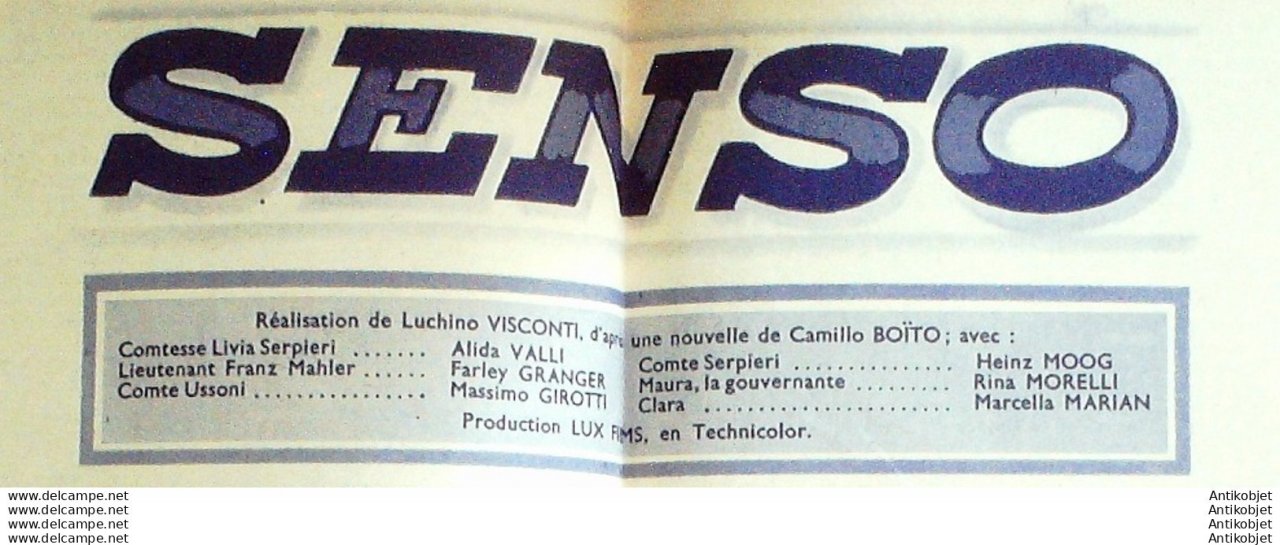 SENSO
Réalisation de Luchino VISCONTI, d'apr une nouvelle de Camillo BOÏTO; avec :
Comtesse Livia Serpieri ....... Alida VALLI
Lieutenant Franz Mahler ...... Farley GRANGER
Comte Ussoni ................ Massimo GIROTTI
Comte Serpieri ............... Heinz MOOG
Maura, la gouvernante ......... Rina MORELLI
Clara ....................... Marcella MARIAN
Production LUX FIMS, en Technicolor.
www.delcampe.net
www.delcampe.net
www.delcampe.net
www.delcampe.net
Antikobjet
Antikobjet
Antikobjet
Antikobjet